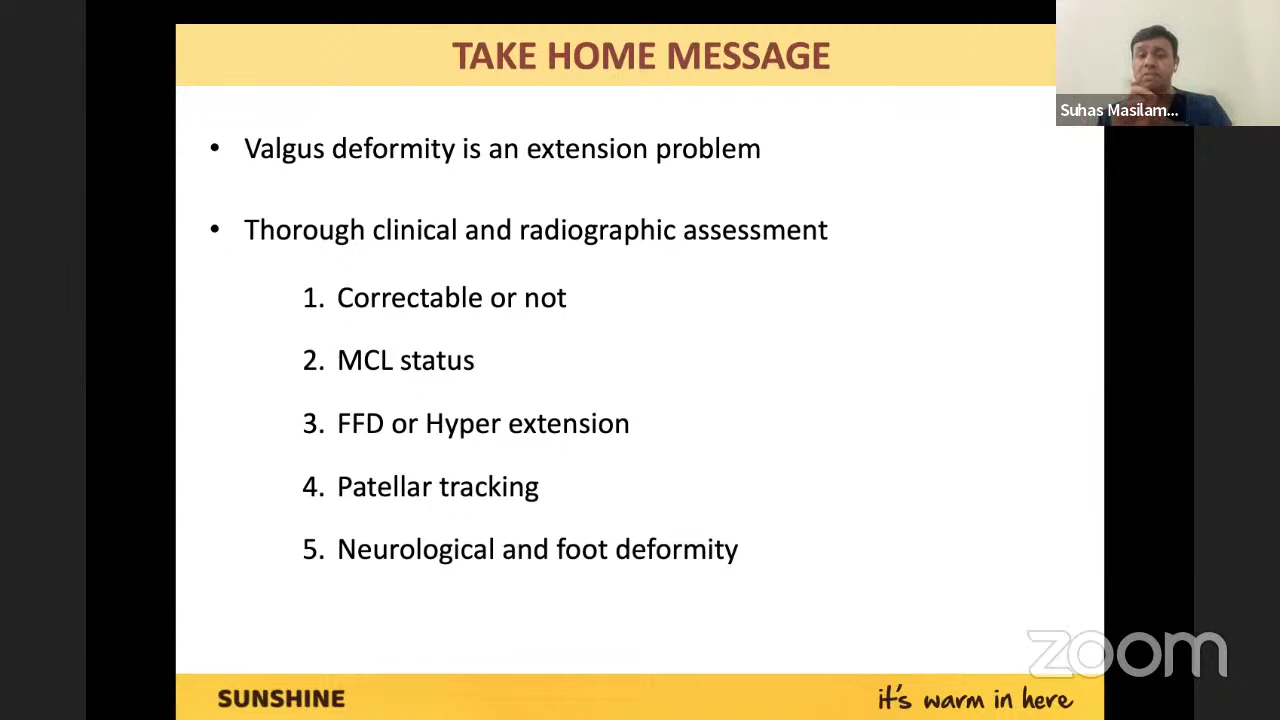 TAKE HOME MESSAGE
Suhas Masilam...
• Valgus deformity is an extension problem
• Thorough clinical and radiographic assessment
1. Correctable or not
2. MCL status
3. FFD or Hyper extension
4. Patellar tracking
5. Neurological and foot deformity
zoom
SUNSHINE
it's warm in here